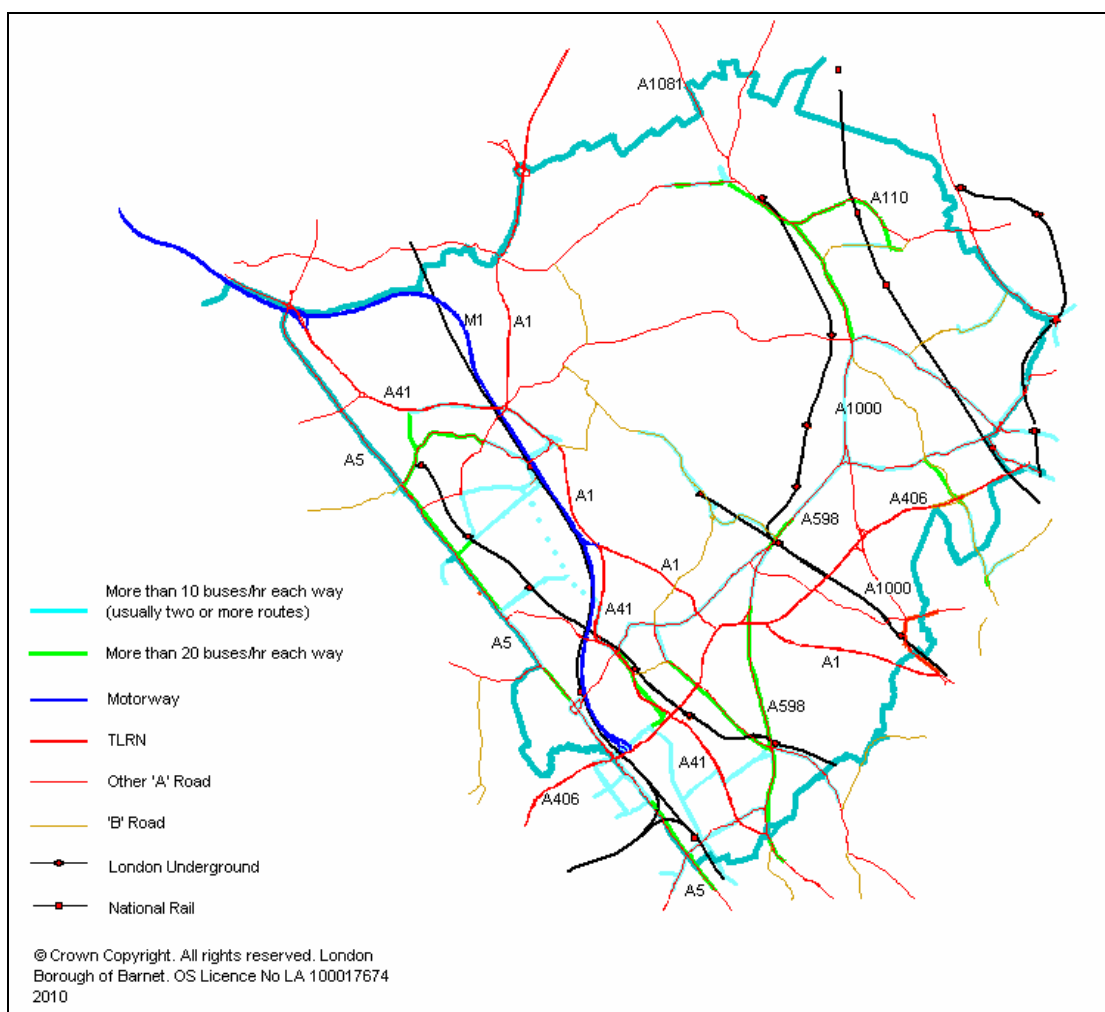 A1081
A110
M1
A1
A41
A1000
A5
A1
A406
A598
A1
A1000
A41
More than 10 buses/hr each way
(usually two or more routes)
More than 20 buses/hr each way
A5
A1
Motorway
A598
TLRN
A41
Other 'A' Road
A406
'B' Road
London Underground
A5
National Rail
© Crown Copyright. All rights reserved. London
Borough of Barnet. OS Licence No LA 100017674
2010